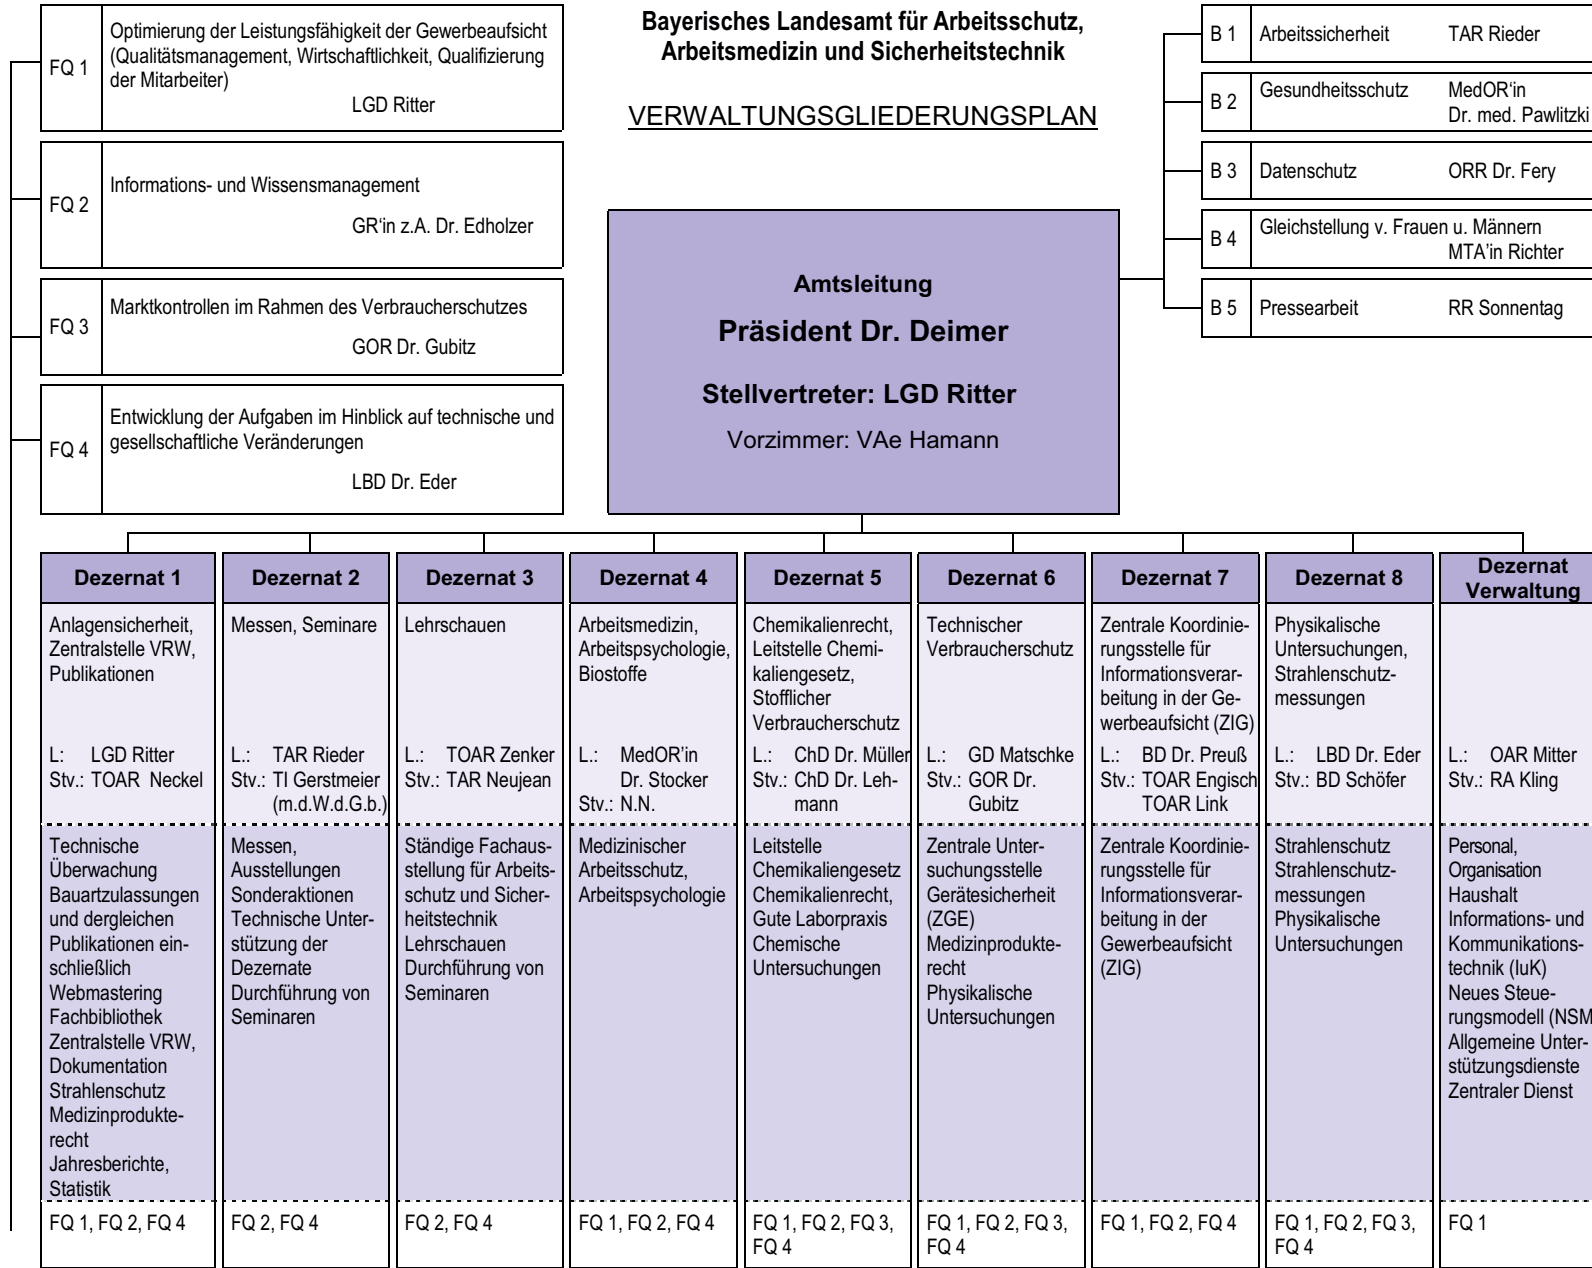 Bayerisches Landesamt für Arbeitsschutz,
Arbeitsmedizin und Sicherheitstechnik
VERWALTUNGSGLIEDERUNGSPLAN
FQ 1
Optimierung der Leistungsfähigkeit der Gewerbeaufsicht
(Qualitätsmanagement, Wirtschaftlichkeit, Qualifizierung
der Mitarbeiter)
LGD Ritter
FQ 2
Informations- und Wissensmanagement
GR‘in z.A. Dr. Edholzer
FQ 3
Marktkontrollen im Rahmen des Verbraucherschutzes
GOR Dr. Gubitz
FQ 4
Entwicklung der Aufgaben im Hinblick auf technische und
gesellschaftliche Veränderungen
LBD Dr. Eder
Amtsleitung
Präsident Dr. Deimer
Stellvertreter: LGD Ritter
Vorzimmer: VAe Hamann
B 1 Arbeitssicherheit TAR Rieder
B 2 Gesundheitsschutz MedOR‘in
Dr. med. Pawlitzki
B 3 Datenschutz ORR Dr. Fery
B 4 Gleichstellung v. Frauen u. Männern
MTA’in Richter
B 5 Pressearbeit RR Sonnentag
Dezernat 1
Anlagensicherheit,
Zentralstelle VRW,
Publikationen
L: LGD Ritter
Stv.: TOAR Neckel
Technische
Überwachung
Bauartzulassungen
und dergleichen
Publikationen ein-
schließlich
Webmastering
Fachbibliothek
Zentralstelle VRW,
Dokumentation
Strahlenschutz
Medizinprodukte-
recht
Jahresberichte,
Statistik
FQ 1, FQ 2, FQ 4
Dezernat 2
Messen, Seminare
L.: TAR Rieder
Stv.: TI Gerstmeier
(m.d.W.d.G.b.)
Messen,
Ausstellungen
Sonderaktionen
Technische Unter-
stützung der
Dezernate
Durchführung von
Seminaren
FQ 2, FQ 4
Dezernat 3
Lehrschauen
L.: TOAR Zenker
Stv.: TAR Neujean
Ständige Fachaus-
stellung für Arbeits-
schutz und Sicher-
heitstechnik
Lehrschauen
Durchführung von
Seminaren
FQ 2, FQ 4
Dezernat 4
Arbeitsmedizin,
Arbeitspsychologie,
Biostoffe
L.: MedOR’in
Dr. Stocker
Stv.: N.N.
Medizinischer
Arbeitsschutz,
Arbeitspsychologie
FQ 1, FQ 2, FQ 4
Dezernat 5
Chemikalienrecht,
Leitstelle Chemi-
kaliengesetz,
Stofflicher
Verbraucherschutz
L.: ChD Dr. Müller
Stv.: ChD Dr. Leh-
mann
Leitstelle
Chemikaliengesetz
Chemikalienrecht,
Gute Laborpraxis
Chemische
Untersuchungen
FQ 1, FQ 2, FQ 3,
FQ 4
Dezernat 6
Technischer
Verbraucherschutz
L.: GD Matschke
Stv.: GOR Dr.
Gubitz
Zentrale Unter-
suchungsstelle
Gerätesicherheit
(ZGE)
Medizinprodukte-
recht
Physikalische
Untersuchungen
FQ 1, FQ 2, FQ 3,
FQ 4
Dezernat 7
Zentrale Koordinie-
rungsstelle für
Informationsverar-
beitung in der Ge-
werbeaufsicht (ZIG)
L.: BD Dr. Preuß
Stv.: TOAR Engisch
TOAR Link
Zentrale Koordinie-
rungsstelle für
Informationsverar-
beitung in der
Gewerbeaufsicht
(ZIG)
FQ 1, FQ 2, FQ 4
Dezernat 8
Physikalische
Untersuchungen,
Strahlenschutz-
messungen
L.: LBD Dr. Eder
Stv.: BD Schöfer
Strahlenschutz
Strahlenschutz-
messungen
Physikalische
Untersuchungen
FQ 1, FQ 2, FQ 3,
FQ 4
Dezernat
Verwaltung
L.: OAR Mitter
Stv.: RA Kling
Personal,
Organisation
Haushalt
Informations- und
Kommunikations-
technik (IuK)
Neues Steue-
rungsmodell (NSM
Allgemeine Unter-
stützungsdienste
Zentraler Dienst
FQ 1